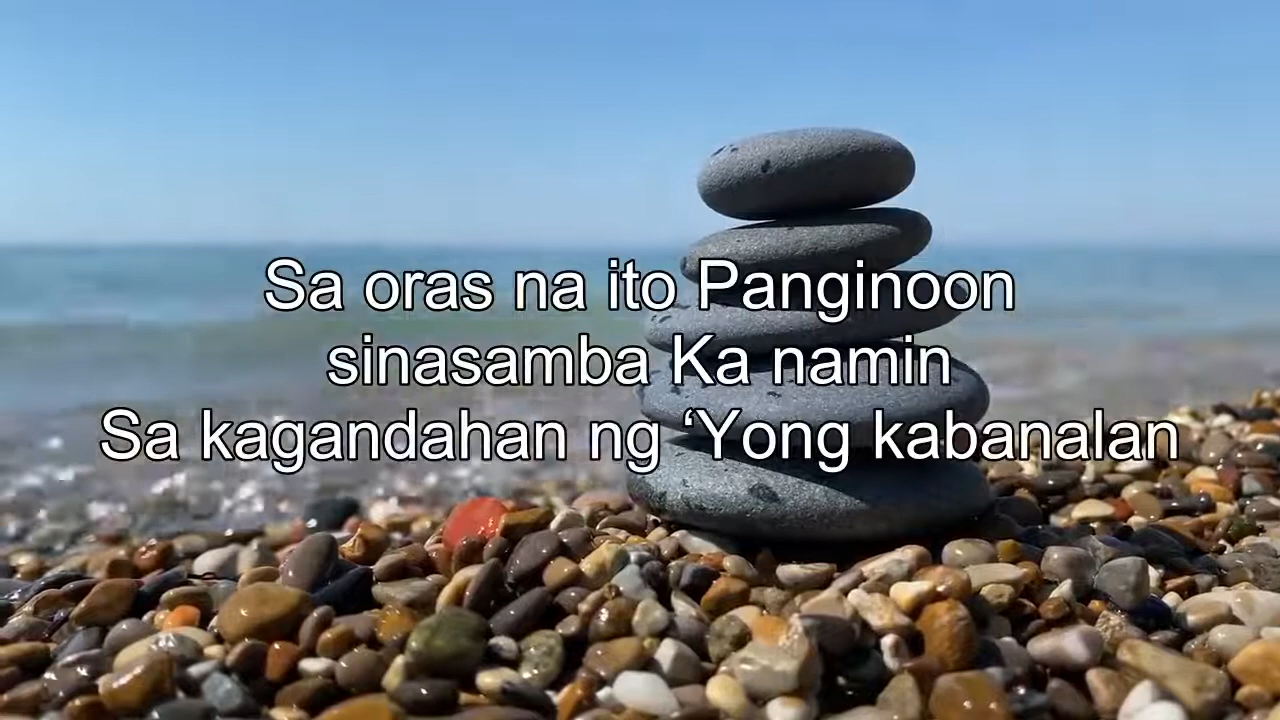 Sa oras na ito Panginoon
sinasamba Ka namin
Sa kagandahan ng ‘Yong kabanalan